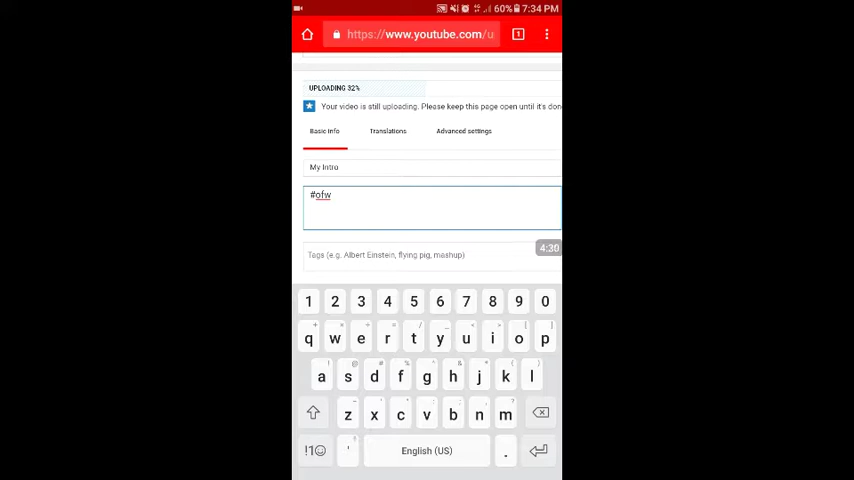 60% 7:34 PM
https://www.youtube.com/u
1
UPLOADING 32%
Your video is still uploading. Please keep this page open until it's don
Basic info
Translations
Advanced settings
My Intro
#ofw
4:30
Tags (e.g. Albert Einstein, flying pig, mashup)
1 2 3 4 5 6 7 8 9 0
q w e r t y u i o p
a s d f g h j k l
z x c v b n m
!1☺ ' English (US) .